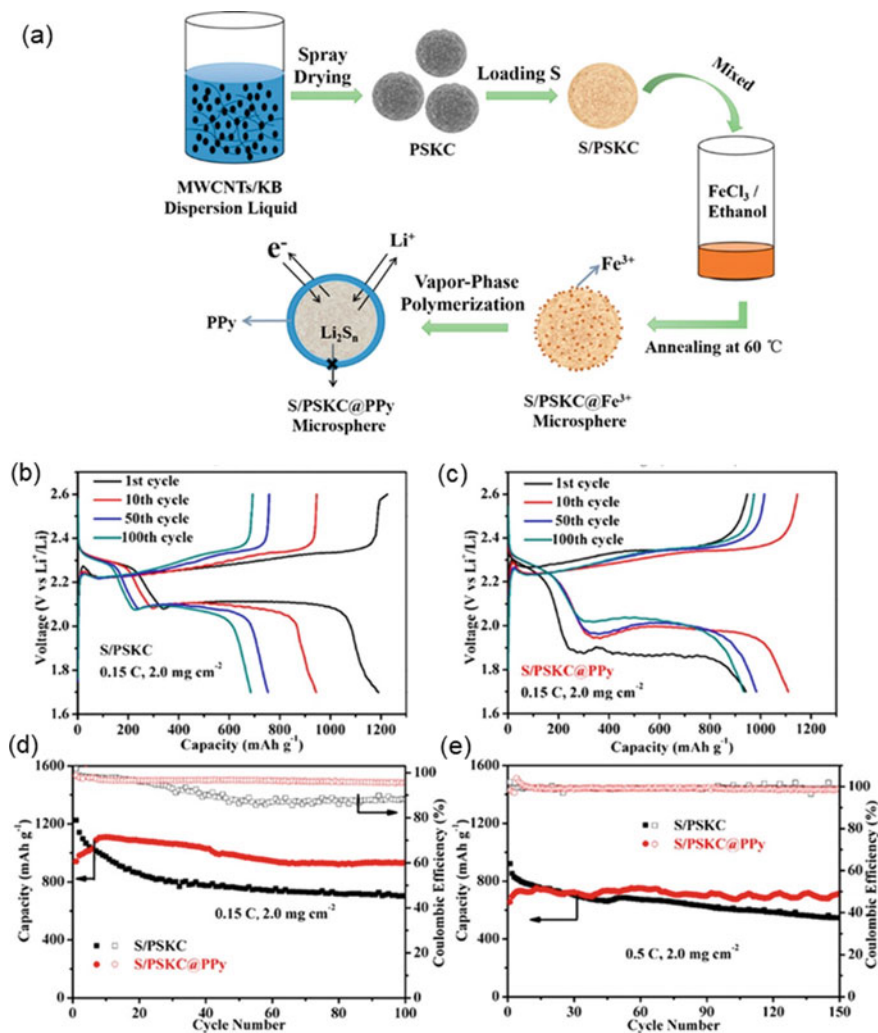 (a)
Spray
Drying
Loading S
Mixed
PSKC
S/PSKC
MWCNTs/KB
Dispersion Liquid
FeCl3 /
Ethanol
e-
Li+
Fe3+
Vapor-Phase
Polymerization
PPy
Li2Sn
Annealing at 60 ℃
S/PSKC@PPy
Microsphere
S/PSKC@Fe3+
Microsphere
(b)
2.6
2.4
2.2
2.0
1.8
1.6
Voltage (V vs Li+/Li)
1st cycle
10th cycle
50th cycle
100th cycle
S/PSKC
0.15 C, 2.0 mg cm-2
0 200 400 600 800 1000 1200
Capacity (mAh g-1)
(c)
2.6
2.4
2.2
2.0
1.8
1.6
Voltage (V vs Li+/Li)
1st cycle
10th cycle
50th cycle
100th cycle
S/PSKC@PPy
0.15 C, 2.0 mg cm-2
0 200 400 600 800 1000 1200
Capacity (mAh g-1)
(d)
1600
1200
800
400
0
Capacity (mAh g-1)
100
80
60
40
20
0
Coulombic Efficiency (%)
0.15 C, 2.0 mg cm-2
S/PSKC
S/PSKC@PPy
0 20 40 60 80 100
Cycle Number
(e)
1500
1200
900
600
300
0
Capacity (mAh g-1)
100
80
60
40
20
0
Coulombic Efficiency (%)
S/PSKC
S/PSKC@PPy
0.5 C, 2.0 mg cm-2
0 30 60 90 120 150
Cycle Number